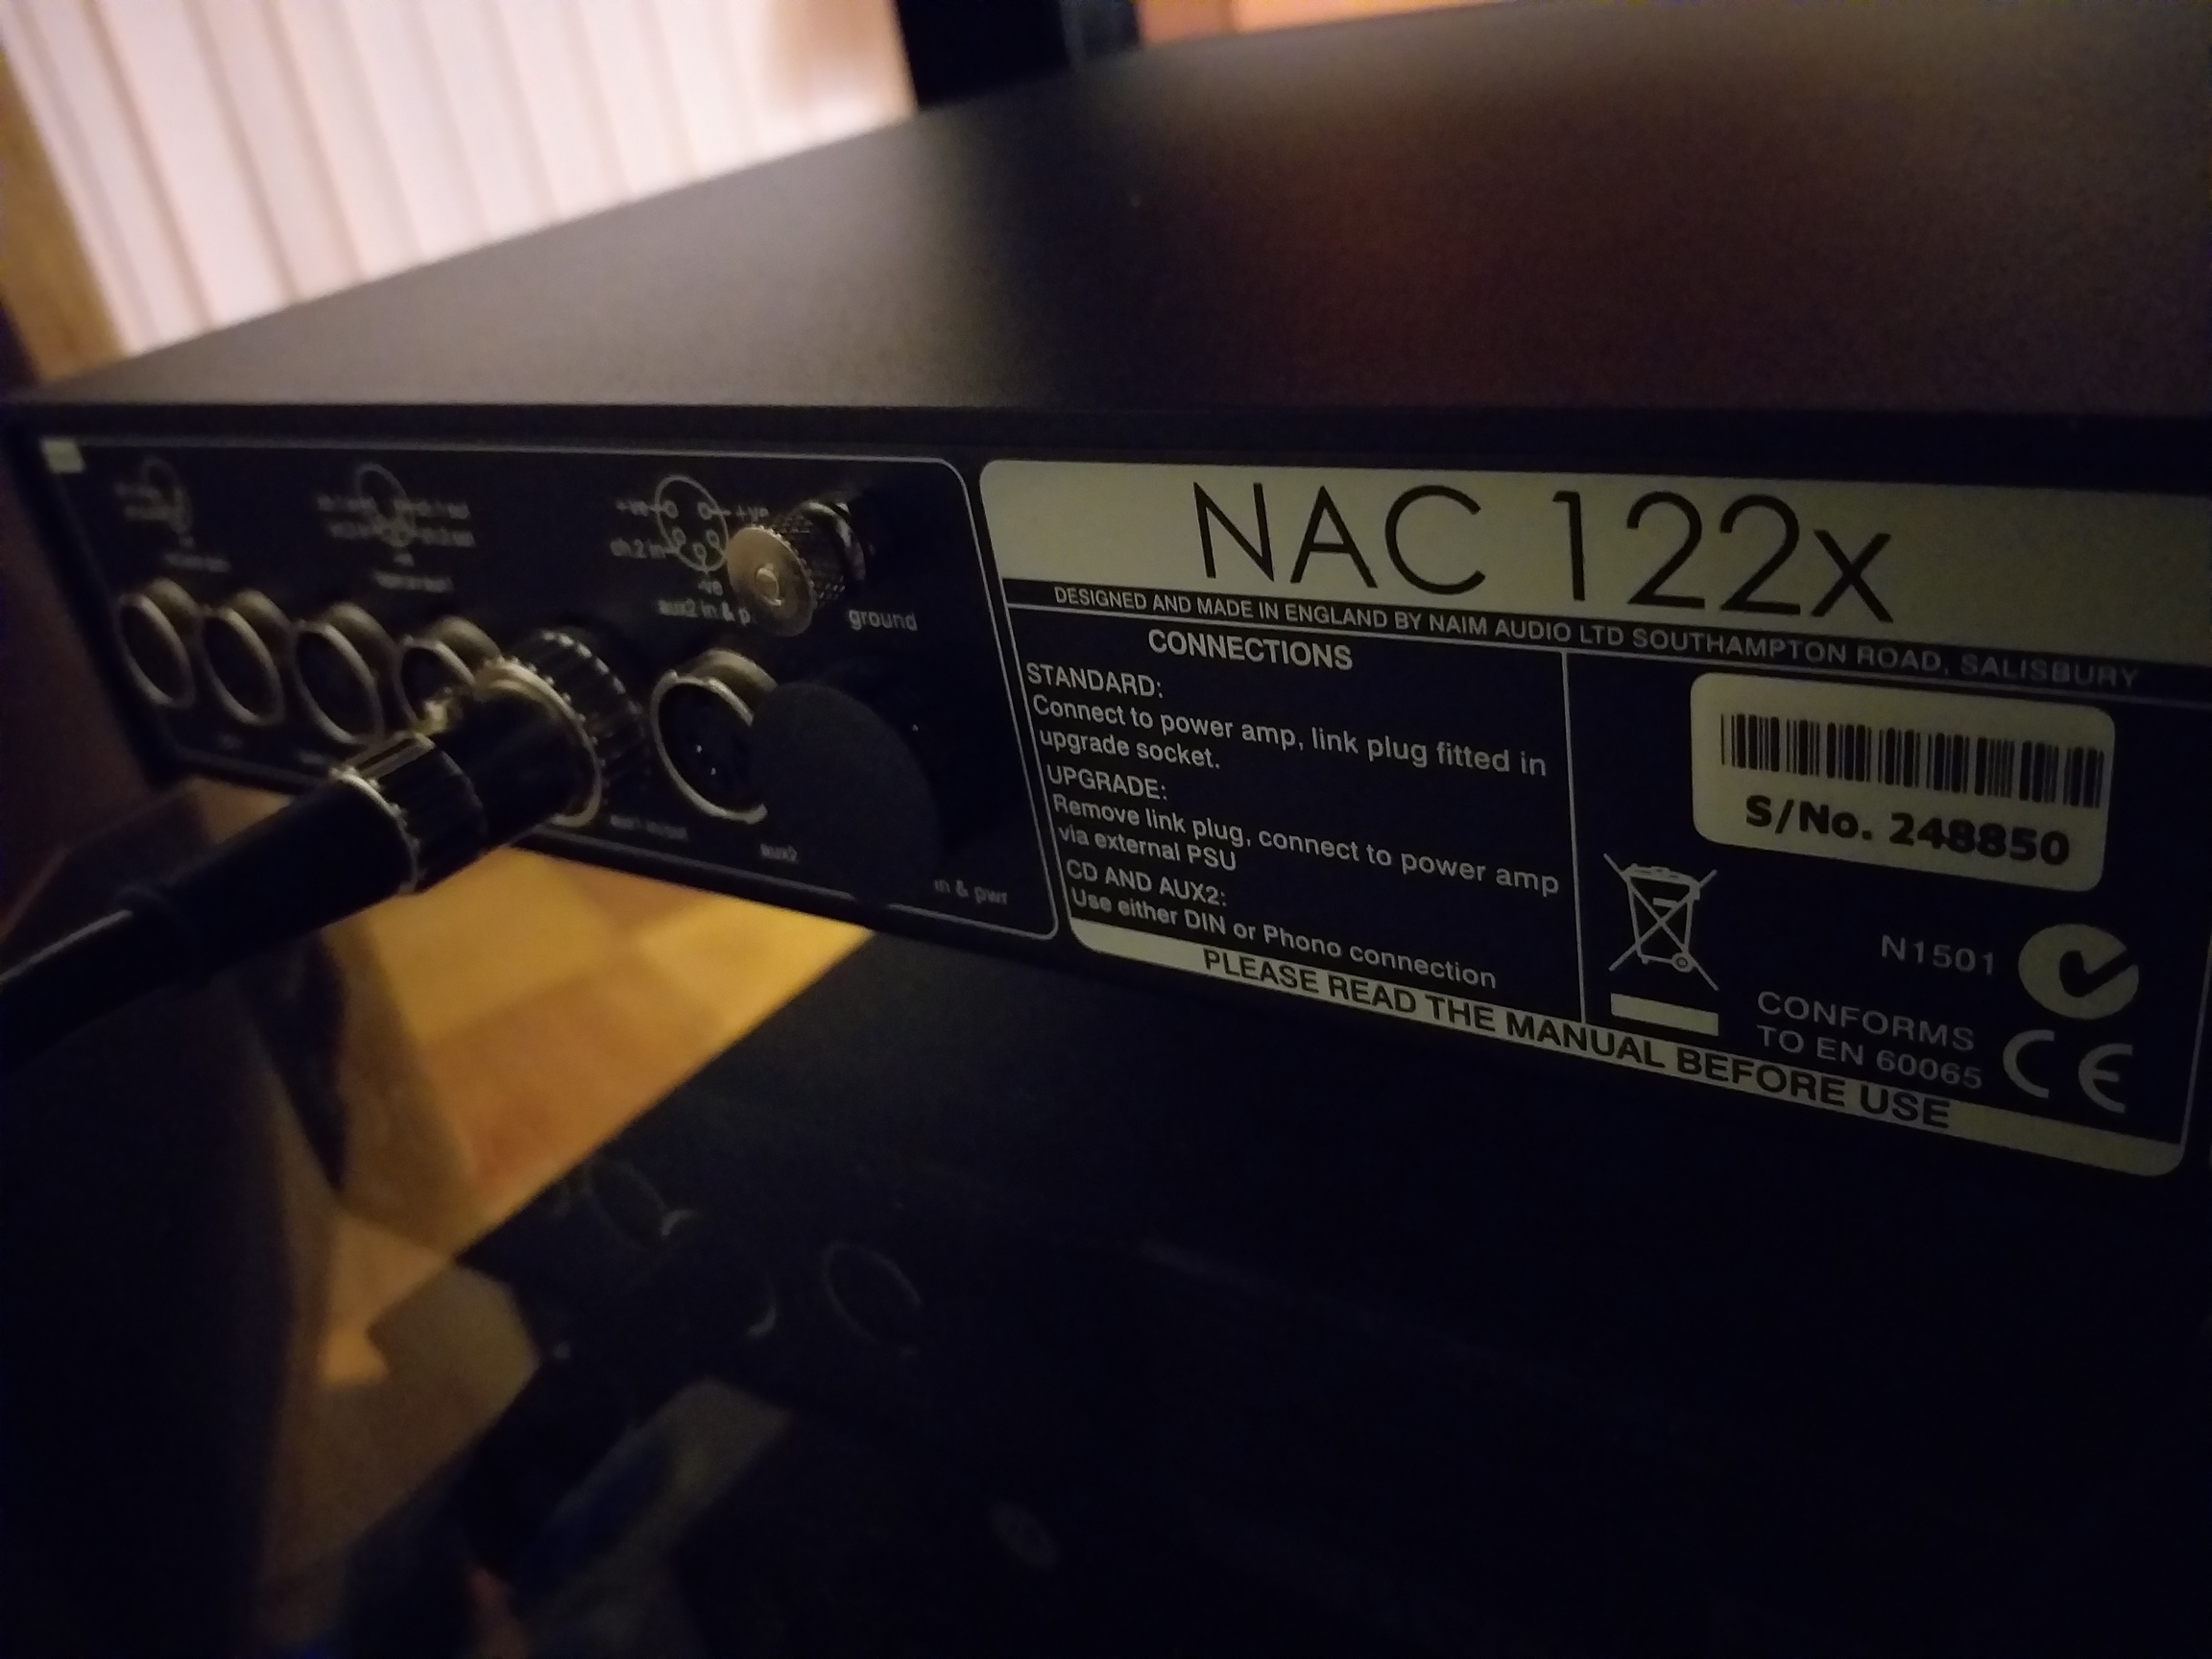 +ve
+ve
ch.2 in
-ve
aux2 in & p
ground
aux2
in & pwr
NAC 122x
DESIGNED AND MADE IN ENGLAND BY NAIM AUDIO LTD SOUTHAMPTON ROAD, SALISBURY
CONNECTIONS
STANDARD:
Connect to power amp, link plug fitted in
upgrade socket.
UPGRADE:
Remove link plug, connect to power amp
via external PSU
CD AND AUX2:
Use either DIN or Phono connection
S/No. 248850
N1501
CONFORMS
TO EN 60065
CE
PLEASE READ THE MANUAL BEFORE USE